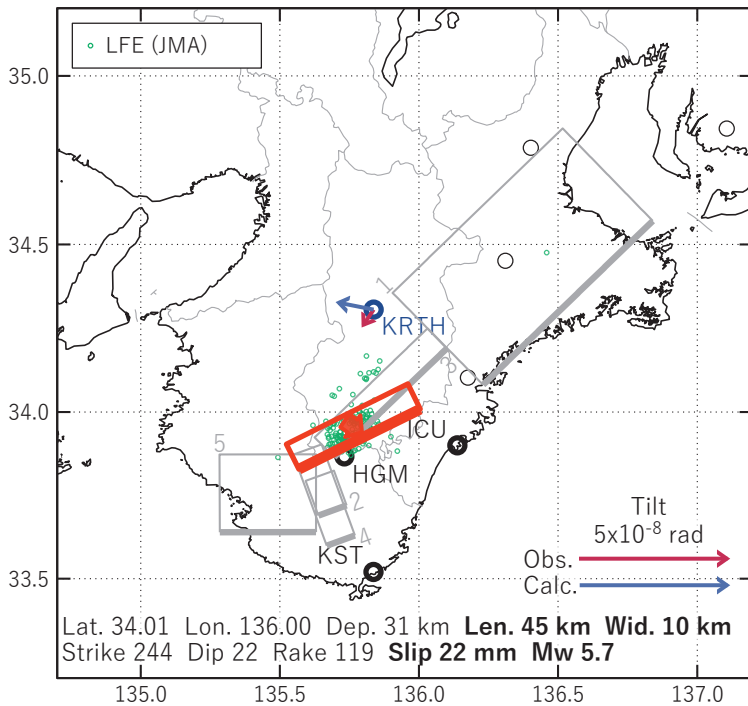 LFE (JMA)
35.0
34.5
34.0
33.5
1
KRTH
3
ICU
5
HGM
2
4
KST
Tilt
5x10-8 rad
Obs.
Calc.
Lat. 34.01 Lon. 136.00 Dep. 31 km Len. 45 km Wid. 10 km
Strike 244 Dip 22 Rake 119 Slip 22 mm Mw 5.7
135.0 135.5 136.0 136.5 137.0